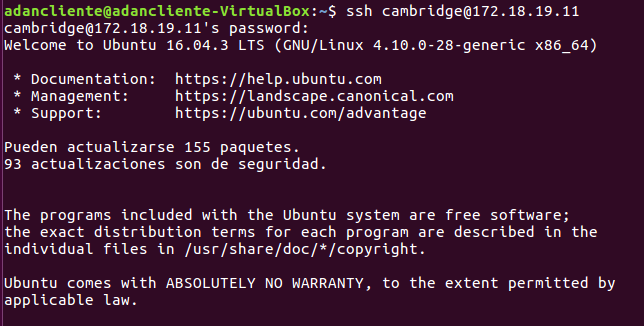 adancliente@adancliente-VirtualBox:~$ ssh cambridge@172.18.19.11
cambridge@172.18.19.11's password:
Welcome to Ubuntu 16.04.3 LTS (GNU/Linux 4.10.0-28-generic x86_64)
* Documentation:  https://help.ubuntu.com
* Management:     https://landscape.canonical.com
* Support:        https://ubuntu.com/advantage
Pueden actualizarse 155 paquetes.
93 actualizaciones son de seguridad.
The programs included with the Ubuntu system are free software;
the exact distribution terms for each program are described in the
individual files in /usr/share/doc/*/copyright.
Ubuntu comes with ABSOLUTELY NO WARRANTY, to the extent permitted by
applicable law.